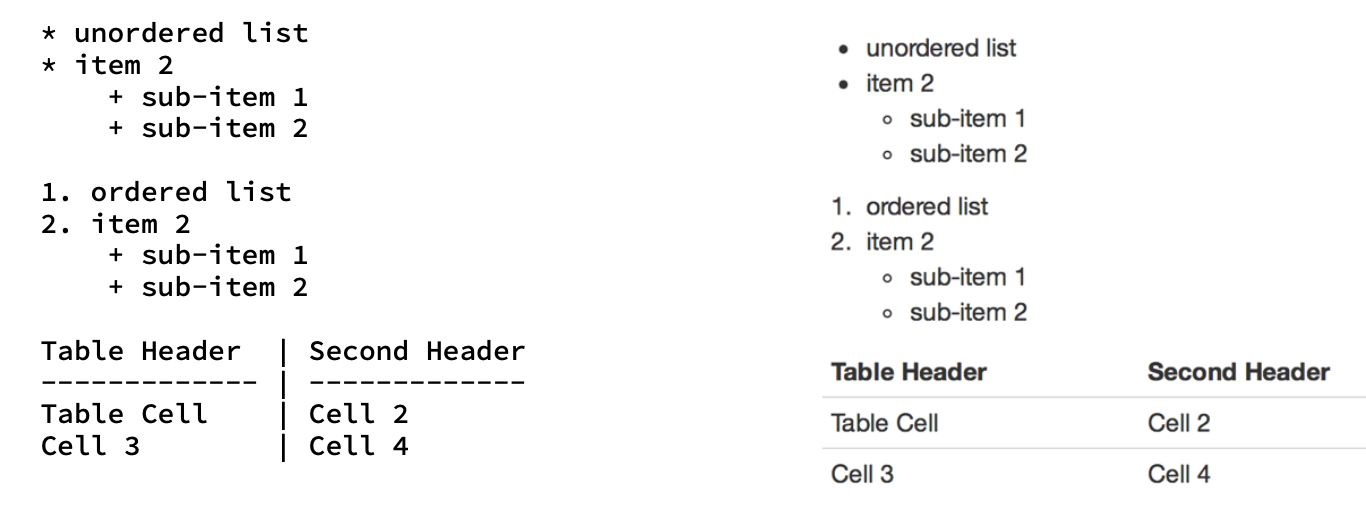 * unordered list
* item 2
    + sub-item 1
    + sub-item 2

1. ordered list
2. item 2
    + sub-item 1
    + sub-item 2

Table Header  | Second Header
------------- | -------------
Table Cell    | Cell 2
Cell 3        | Cell 4

• unordered list
• item 2
    ◦ sub-item 1
    ◦ sub-item 2
1. ordered list
2. item 2
    ◦ sub-item 1
    ◦ sub-item 2
Table Header Second Header
Table Cell Cell 2
Cell 3 Cell 4